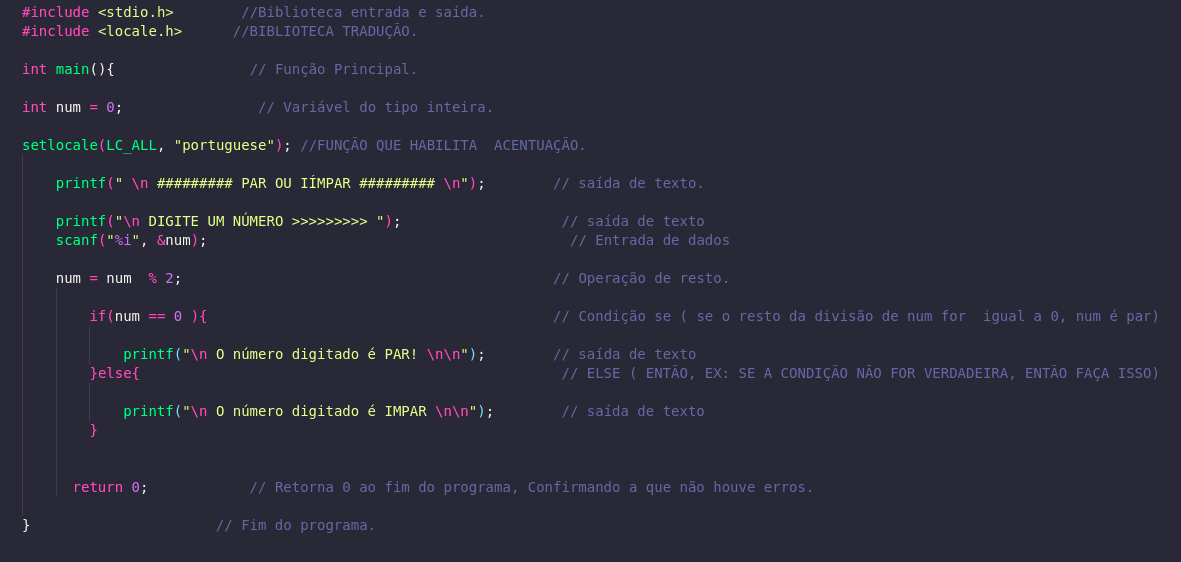 #include <stdio.h>        //Biblioteca entrada e saída.
#include <locale.h>      //BIBLIOTECA TRADUÇÃO.
int main(){                // Função Principal.
int num = 0;                // Variável do tipo inteira.
setlocale(LC_ALL, "portuguese"); //FUNÇÃO QUE HABILITA  ACENTUAÇÃO.
    printf(" \n ######### PAR OU IÍMPAR ######### \n");        // saída de texto.
    printf("\n DIGITE UM NÚMERO >>>>>>>>> ");                   // saída de texto
    scanf("%i", &num);                                           // Entrada de dados
    num = num  % 2;                                            // Operação de resto.
        if(num == 0 ){                                         // Condição se ( se o resto da divisão de num for  igual a 0, num é par)
            printf("\n O número digitado é PAR! \n\n");        // saída de texto
        }else{                                                  // ELSE ( ENTÃO, EX: SE A CONDIÇÃO NÃO FOR VERDADEIRA, ENTÃO FAÇA ISSO)
            printf("\n O número digitado é IMPAR \n\n");        // saída de texto
        }
      return 0;            // Retorna 0 ao fim do programa, Confirmando a que não houve erros.
}                      // Fim do programa.